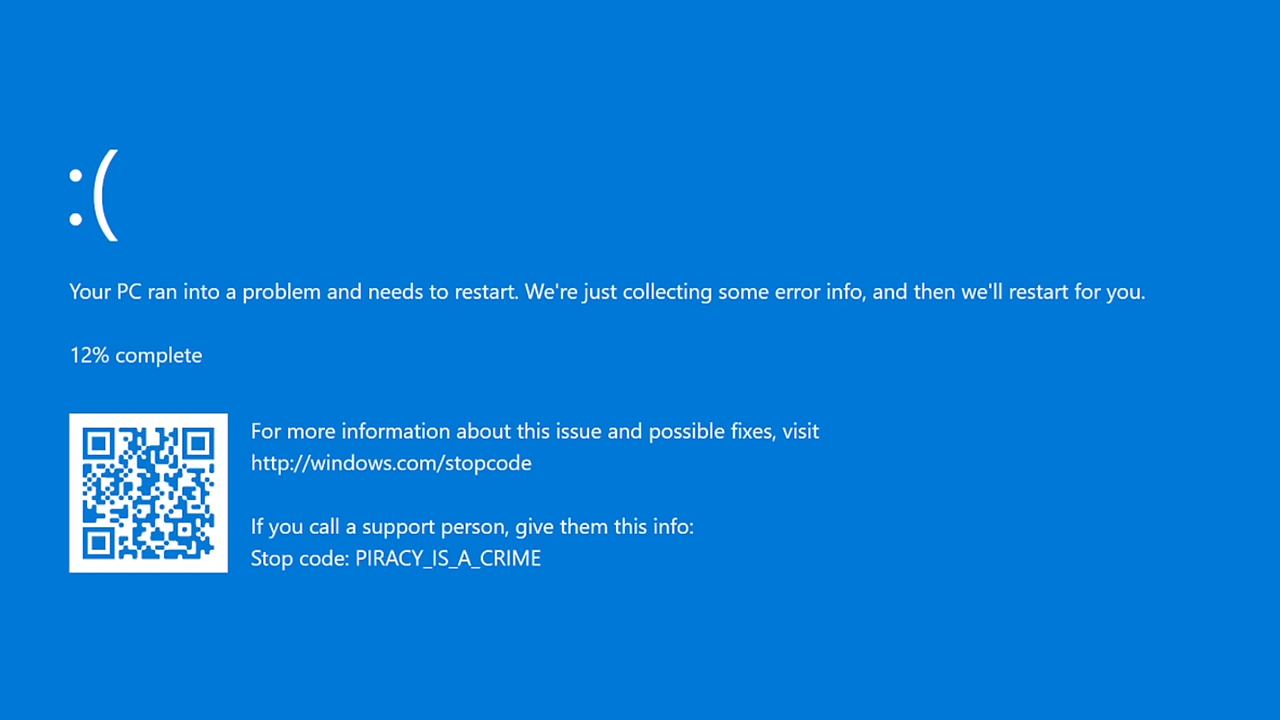 :(
Your PC ran into a problem and needs to restart. We're just collecting some error info, and then we'll restart for you.
12% complete
For more information about this issue and possible fixes, visit
http://windows.com/stopcode
If you call a support person, give them this info:
Stop code: PIRACY_IS_A_CRIME